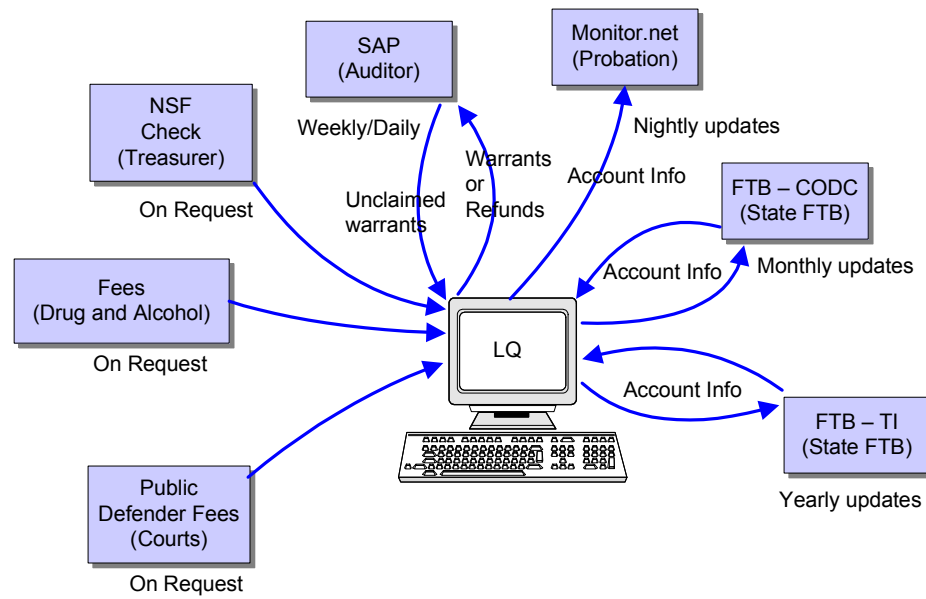 SAP
(Auditor)
Monitor.net
(Probation)
NSF
Check
(Treasurer)
Weekly/Daily
Nightly updates
Warrants
or
Refunds
Account Info
Unclaimed
warrants
On Request
FTB – CODC
(State FTB)
Account Info
Monthly updates
Fees
(Drug and Alcohol)
On Request
LQ
Account Info
FTB – TI
(State FTB)
Yearly updates
Public
Defender Fees
(Courts)
On Request